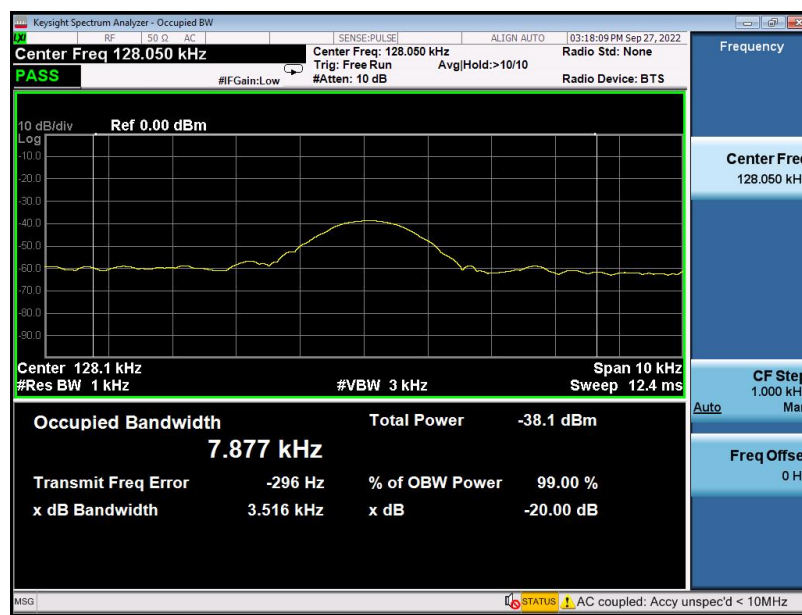 Keysight Spectrum Analyzer - Occupied BW
LXI RF 50 Ω AC SENSE:PULSE ALIGN AUTO 03:18:09 PM Sep 27, 2022
Center Freq 128.050 kHz
Center Freq: 128.050 kHz Radio Std: None
Trig: Free Run Avg|Hold:>10/10
PASS
#IFGain:Low #Atten: 10 dB Radio Device: BTS
10 dB/div Ref 0.00 dBm
Log
-10.0
-20.0
-30.0
-40.0
-50.0
-60.0
-70.0
-80.0
-90.0
Center 128.1 kHz Span 10 kHz
#Res BW 1 kHz #VBW 3 kHz Sweep 12.4 ms
Occupied Bandwidth Total Power -38.1 dBm
7.877 kHz
Transmit Freq Error -296 Hz % of OBW Power 99.00 %
x dB Bandwidth 3.516 kHz x dB -20.00 dB
Frequency
Center Fre
128.050 kH
CF Step
1.000 kH
Auto Ma
Freq Offse
0 H
MSG STATUS AC coupled: Accy unspec'd < 10MHz